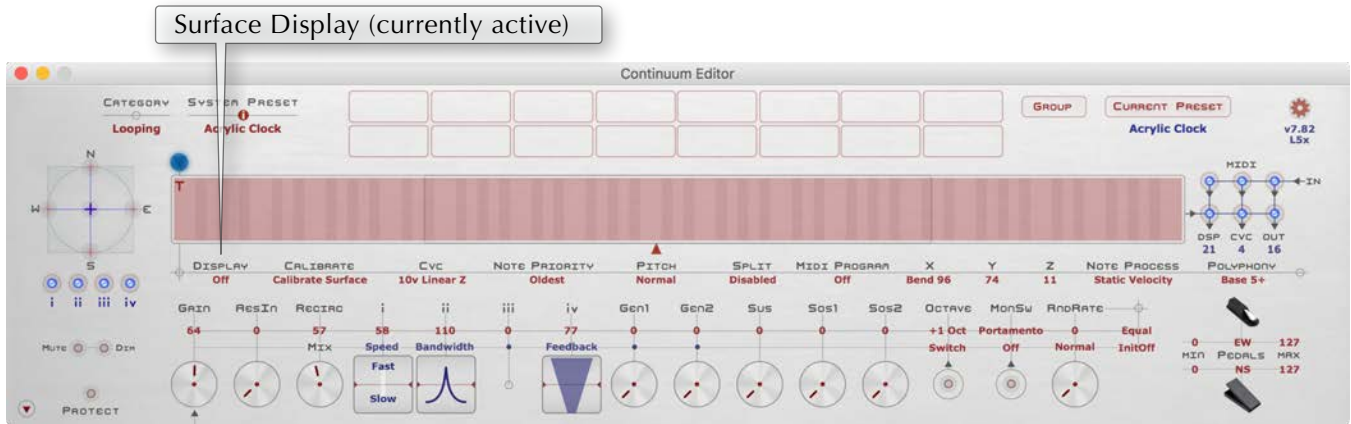 Surface Display (currently active)
Continuum Editor
Category System Preset
Looping Acrylic Clock
Group Current Preset
Acrylic Clock
v7.82
L5x
N
W E
S
i ii iii iv
Mute Dim
Protect
T
MIDI
IN
DSP CVC OUT
21 4 16
Display Calibrate Cvc Note Priority Pitch Split Midi Program X Y Z Note Process Polyphony
Off Calibrate Surface 10v Linear Z Oldest Normal Disabled Off Bend 96 74 11 Static Velocity Base 5+
Gain ResIn Recirc i ii iii iv Gen1 Gen2 Sus Sos1 Sos2 Octave MonSw RndRate
64 0 57 58 110 0 77 0 0 0 0 0 +1 Oct Portamento 0 Equal
Mix Speed Bandwidth Feedback Switch Off Normal InitOff
Fast
Slow
0 EW 127
Min Pedals Max
0 NS 127